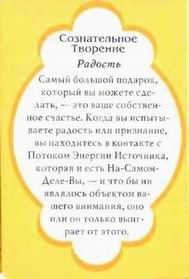 Сознательное
Творение
Радость
Самый большой подарок,
который вы можете сде-
лать, — это ваше собствен-
ное счастье. Когда вы испыты-
ваете радость или признание,
вы находитесь в контакте с
Потоком Энергии Источника,
которая и есть На-Самом-
Деле-Вы, — и что бы ни
являлось объектом ва-
шего внимания, оно
или он только выиг-
рает от этого.